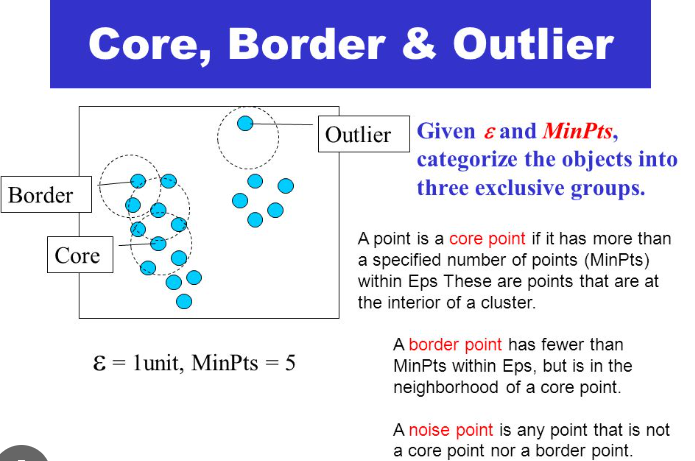 Core, Border & Outlier
Outlier
Border
Core
ε = 1unit, MinPts = 5
Given ε and MinPts,
categorize the objects into
three exclusive groups.
A point is a core point if it has more than
a specified number of points (MinPts)
within Eps These are points that are at
the interior of a cluster.
A border point has fewer than
MinPts within Eps, but is in the
neighborhood of a core point.
A noise point is any point that is not
a core point nor a border point.